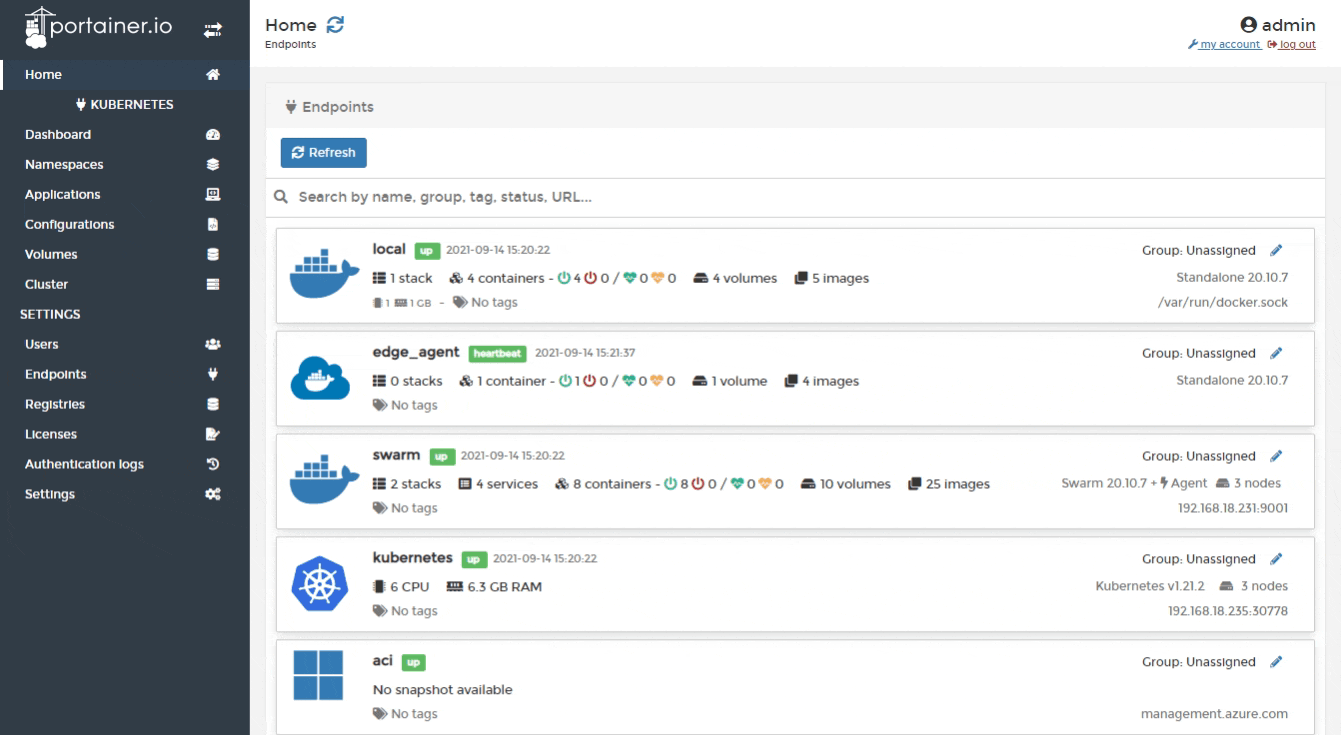 portainer.io
Home
KUBERNETES
Dashboard
Namespaces
Applications
Configurations
Volumes
Cluster
SETTINGS
Users
Endpoints
Registries
Licenses
Authentication logs
Settings
Home
Endpoints
admin
my account log out
Endpoints
Refresh
Search by name, group, tag, status, URL...
local up 2021-09-14 15:20:22 Group: Unassigned
1 stack 4 containers - 4 0 / 0 0 4 volumes 5 images Standalone 20.10.7
1 1 GB - No tags /var/run/docker.sock
edge_agent heartbeat 2021-09-14 15:21:37 Group: Unassigned
0 stacks 1 container - 1 0 / 0 0 1 volume 4 images Standalone 20.10.7
No tags
swarm up 2021-09-14 15:20:22 Group: Unassigned
2 stacks 4 services 8 containers - 8 0 / 0 0 10 volumes 25 images Swarm 20.10.7 + Agent 3 nodes
No tags 192.168.18.231:9001
kubernetes up 2021-09-14 15:20:22 Group: Unassigned
6 CPU 6.3 GB RAM Kubernetes v1.21.2 3 nodes
No tags 192.168.18.235:30778
aci up Group: Unassigned
No snapshot available
No tags management.azure.com